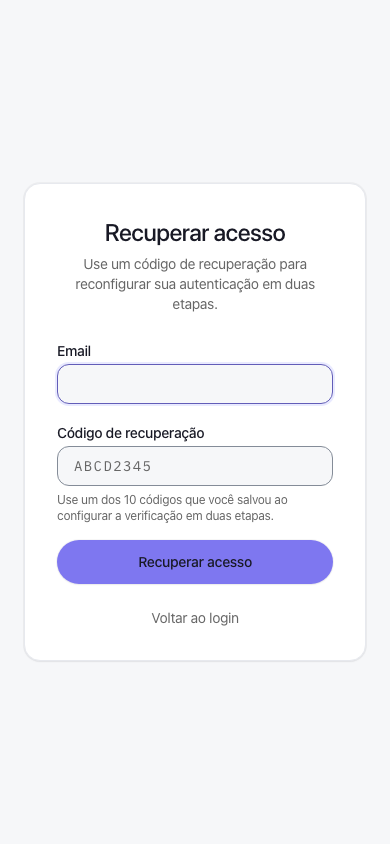 Recuperar acesso
Use um código de recuperação para
reconfigurar sua autenticação em duas
etapas.
Email
Código de recuperação
ABCD2345
Use um dos 10 códigos que você salvou ao
configurar a verificação em duas etapas.
Recuperar acesso
Voltar ao login